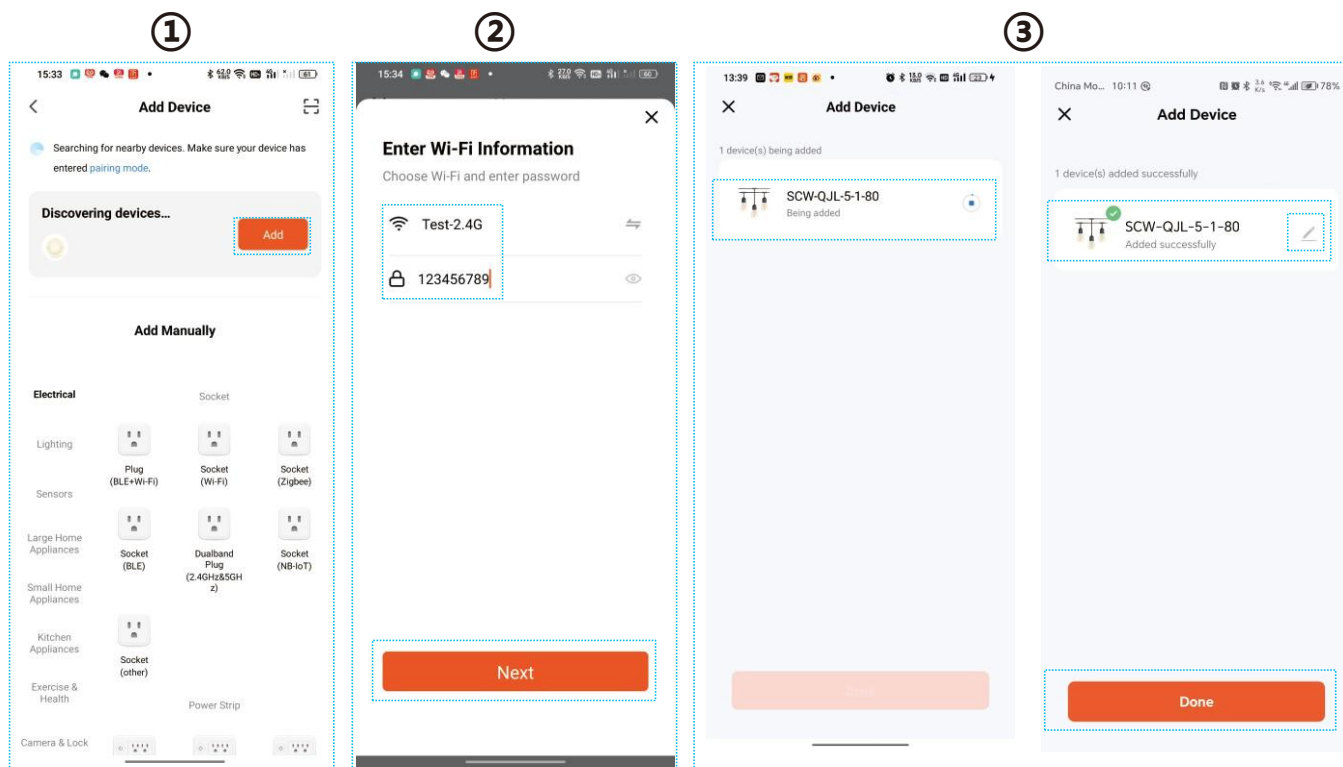 ①
15:33
61
Add Device
Searching for nearby devices. Make sure your device has
entered pairing mode.
Discovering devices...
Add
Add Manually
Electrical
Socket
Lighting
Plug
(BLE+Wi-Fi)
Socket
(Wi-Fi)
Socket
(Zigbee)
Sensors
Large Home
Appliances
Socket
(BLE)
Dualband
Plug
(2.4GHz&5GH
z)
Socket
(NB-IoT)
Small Home
Appliances
Kitchen
Appliances
Socket
(other)
Exercise &
Health
Power Strip
Camera & Lock
②
15:34
60
Enter Wi-Fi Information
Choose Wi-Fi and enter password
Test-2.4G
123456789
Next
③
13:39
23
Add Device
1 device(s) being added
SCW-QJL-5-1-80
Being added
China Mo... 10:11
3.6 K/s
78%
Add Device
1 device(s) added successfully
SCW-QJL-5-1-80
Added successfully
Done